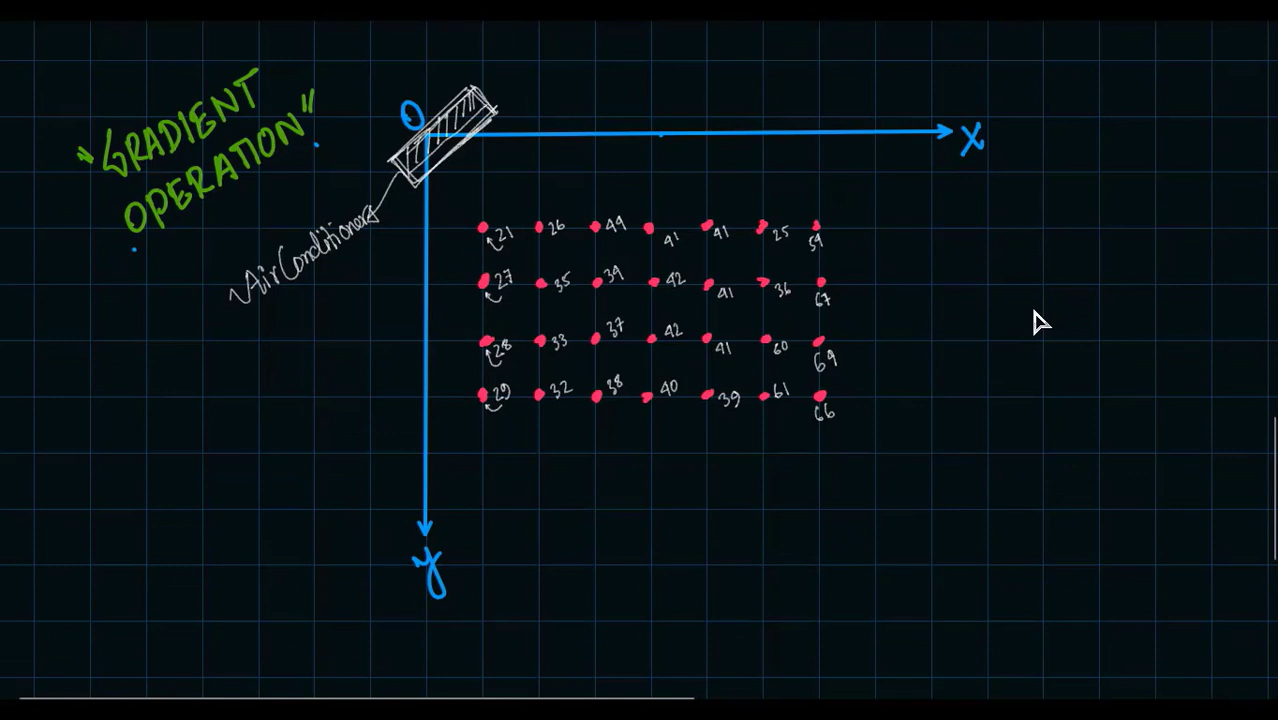 "GRADIENT
OPERATION"
O
X
Air Conditioner
21 26 49 41 41 25 59
27 35 39 42 41 36 67
28 33 37 42 41 60 69
29 32 38 40 39 61 66
y